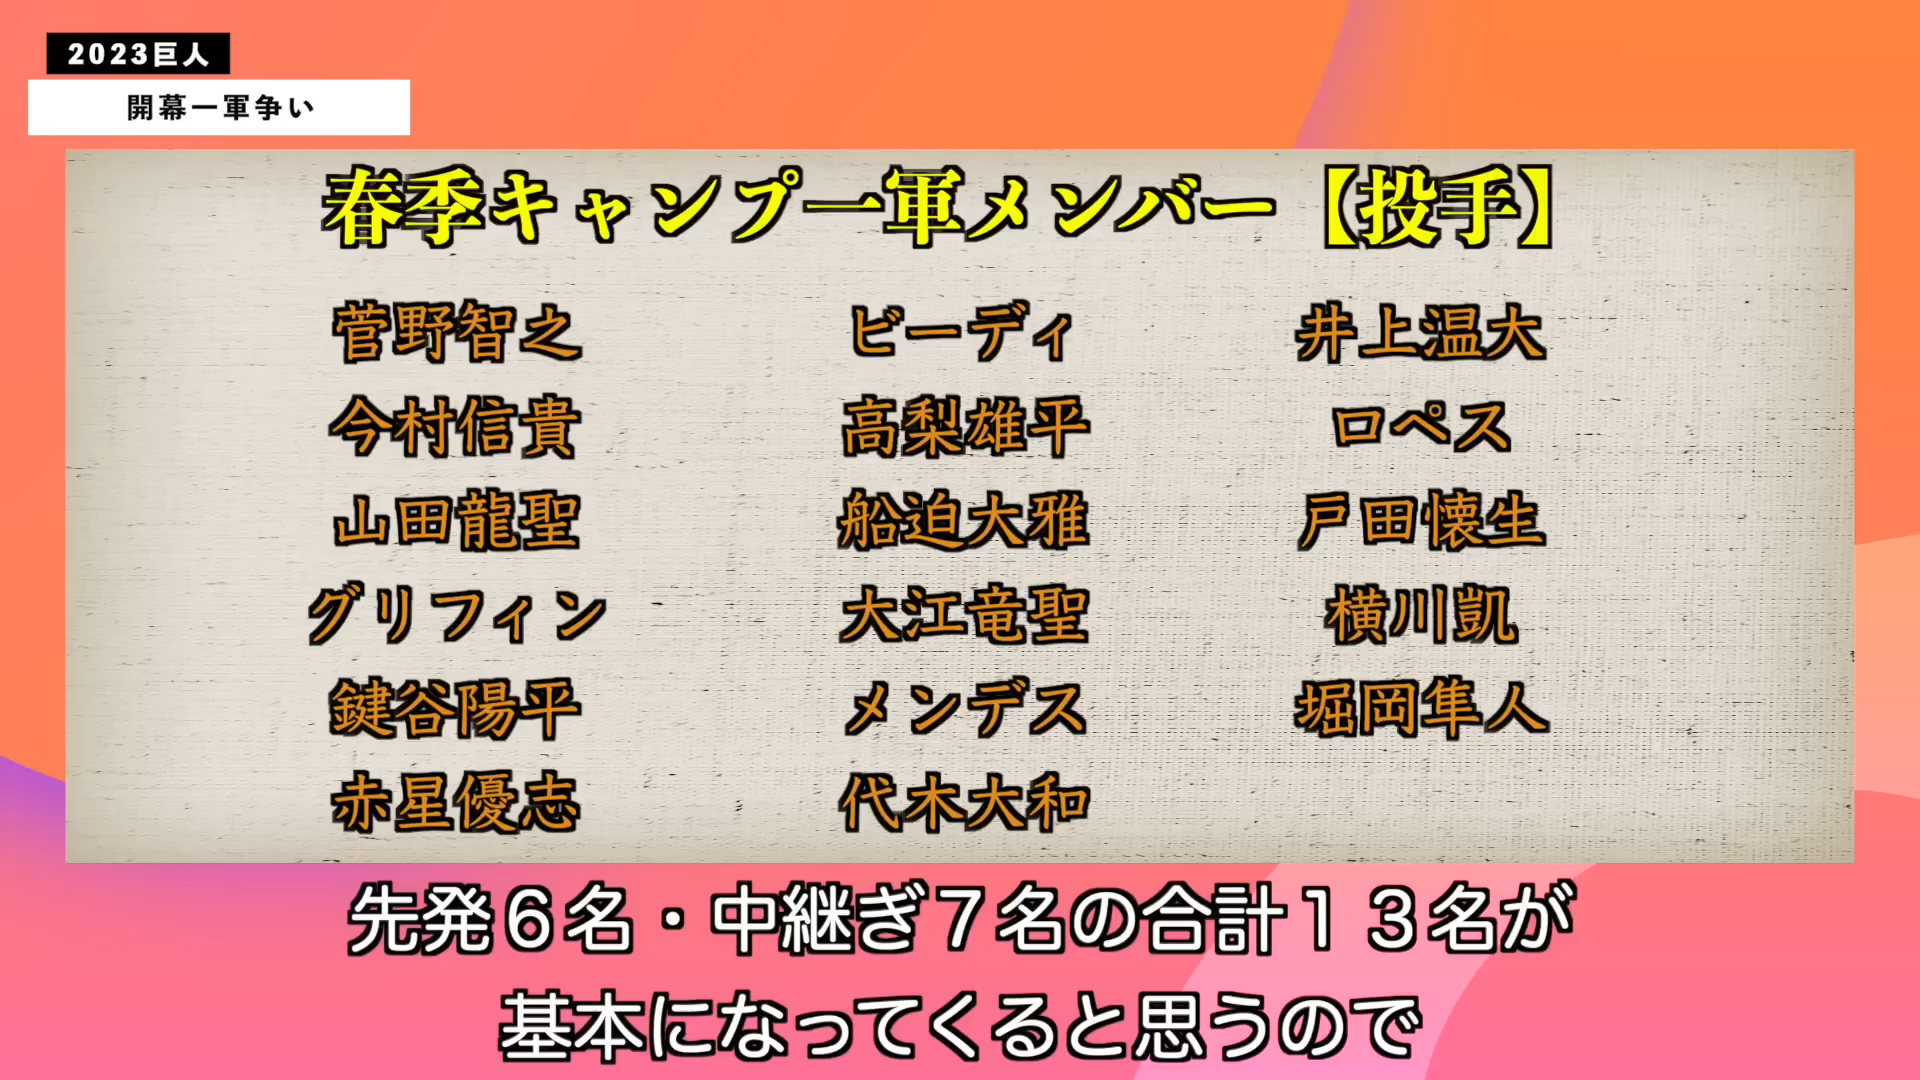 2023巨人
開幕一軍争い
春季キャンプ一軍メンバー【投手】
菅野智之 ビーディ 井上温大
今村信貴 高梨雄平 ロペス
山田龍聖 船迫大雅 戸田懐生
グリフィン 大江竜聖 横川凱
鍵谷陽平 メンデス 堀岡隼人
赤星優志 代木大和
先発６名・中継ぎ７名の合計１３名が
基本になってくると思うので